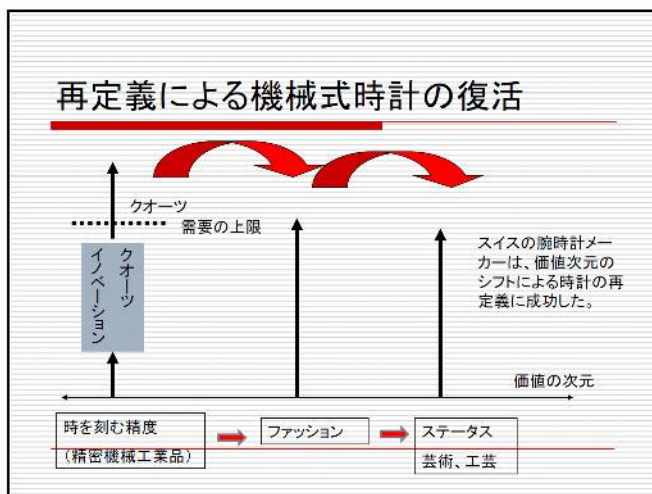 再定義による機械式時計の復活
クオーツ
需要の上限
クオーツ
イノベーション
スイスの腕時計メー
カーは、価値次元の
シフトによる時計の再
定義に成功した。
価値の次元
時を刻む精度
（精密機械工業品）
ファッション
ステータス
芸術、工芸